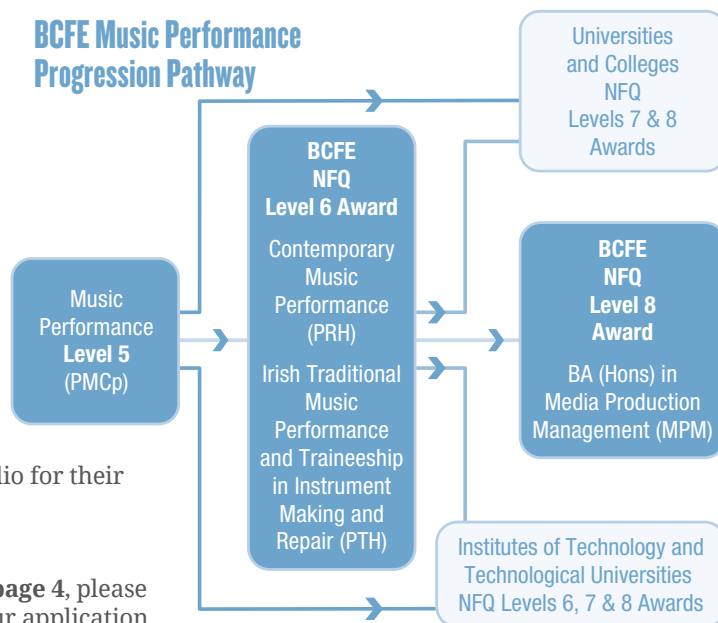 BCFE Music Performance
Progression Pathway
Universities
and Colleges
NFQ
Levels 7 & 8
Awards
Music
Performance
Level 5
(PMCp)
BCFE
NFQ
Level 6 Award
Contemporary
Music
Performance
(PRH)
Irish Traditional
Music
Performance
and Traineeship
in Instrument
Making and
Repair (PTH)
BCFE
NFQ
Level 8
Award
BA (Hons) in
Media Production
Management (MPM)
Institutes of Technology and
Technological Universities
NFQ Levels 6, 7 & 8 Awards
for their
page 4, please
application